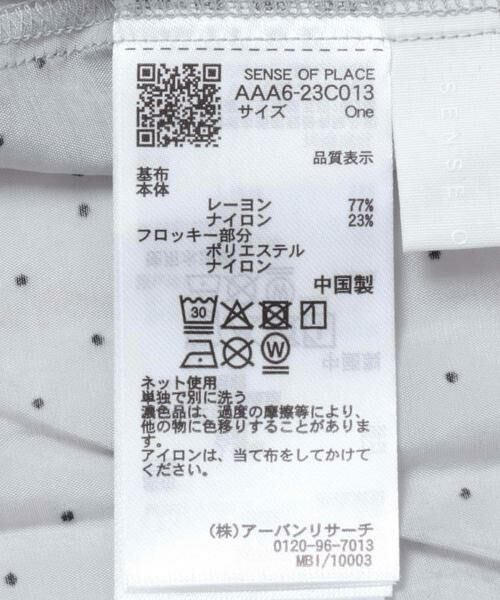 SENSE OF PLACE
AAA6-23C013
サイズ One
品質表示
基布
本体
レーヨン 77%
ナイロン 23%
フロッキー部分
ポリエステル
ナイロン
中国製
30
W
ネット使用
単独で別に洗う
濃色品は、過度の摩擦等により、
他の物に色移りすることがありま
す。
アイロンは、当て布をしてかけて
ください。
(株)アーバンリサーチ
0120-96-7013
MBI/10003
SENSE O